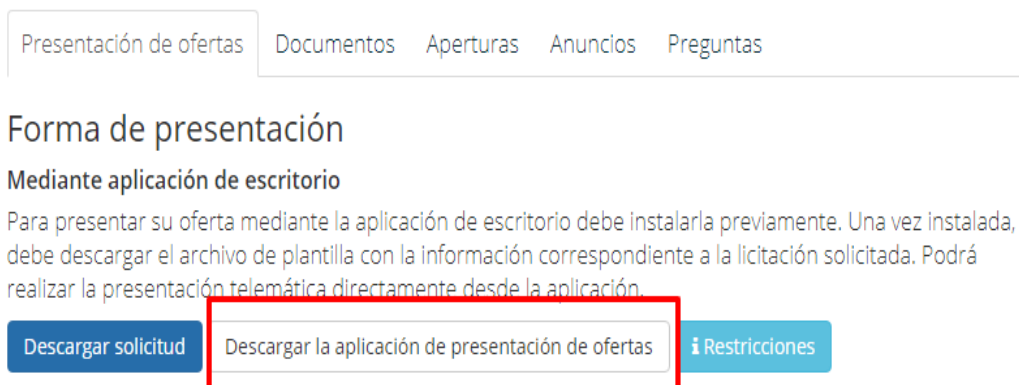 Presentación de ofertas Documentos Aperturas Anuncios Preguntas
Forma de presentación
Mediante aplicación de escritorio
Para presentar su oferta mediante la aplicación de escritorio debe instalarla previamente. Una vez instalada,
debe descargar el archivo de plantilla con la información correspondiente a la licitación solicitada. Podrá
realizar la presentación telemática directamente desde la aplicación.
Descargar solicitud Descargar la aplicación de presentación de ofertas i Restricciones